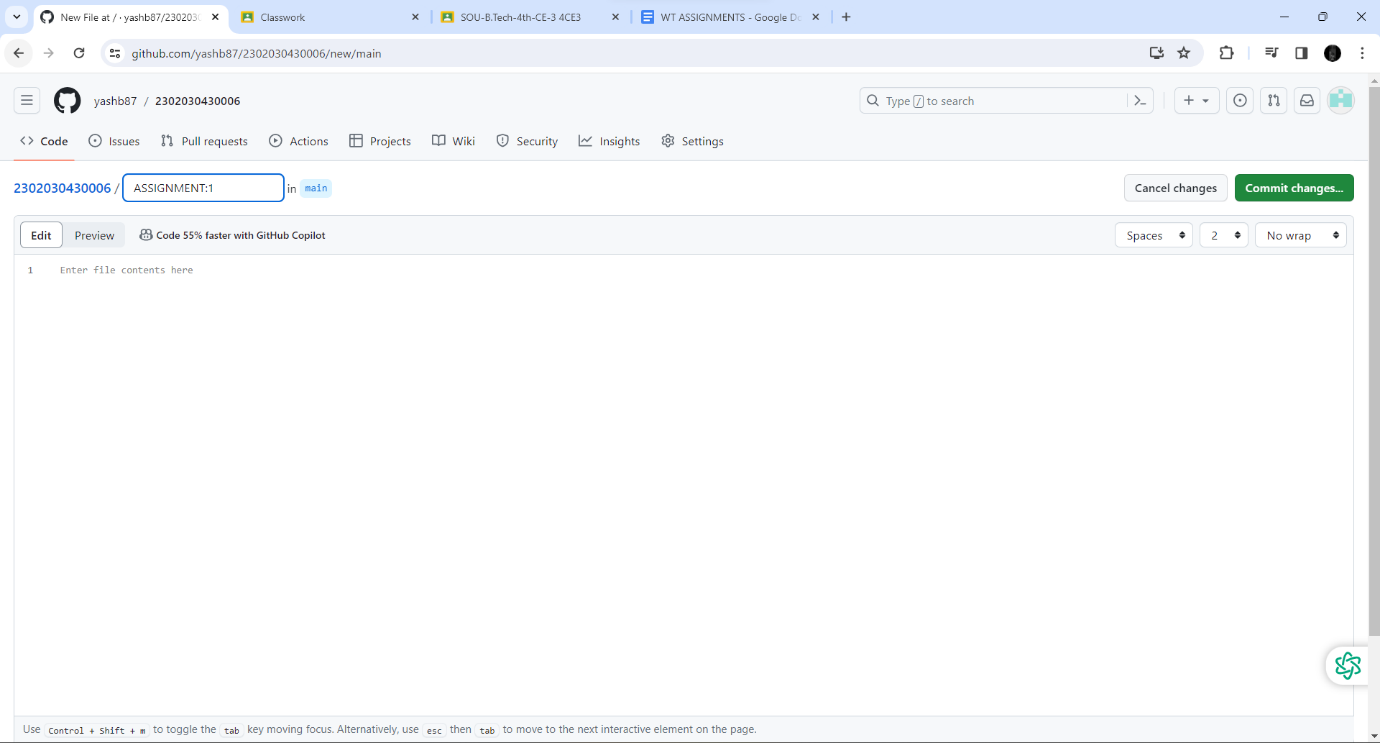 New File at / · yashb87/23020
Classwork
SOU-B.Tech-4th-CE-3 4CE3
WT ASSIGNMENTS - Google Do
github.com/yashb87/2302030430006/new/main
yashb87 / 2302030430006
Type / to search
Code Issues Pull requests Actions Projects Wiki Security Insights Settings
2302030430006 / ASSIGNMENT:1 in main
Cancel changes Commit changes...
Edit Preview Code 55% faster with GitHub Copilot
Spaces 2 No wrap
1 Enter file contents here
Use Control + Shift + m to toggle the tab key moving focus. Alternatively, use esc then tab to move to the next interactive element on the page.